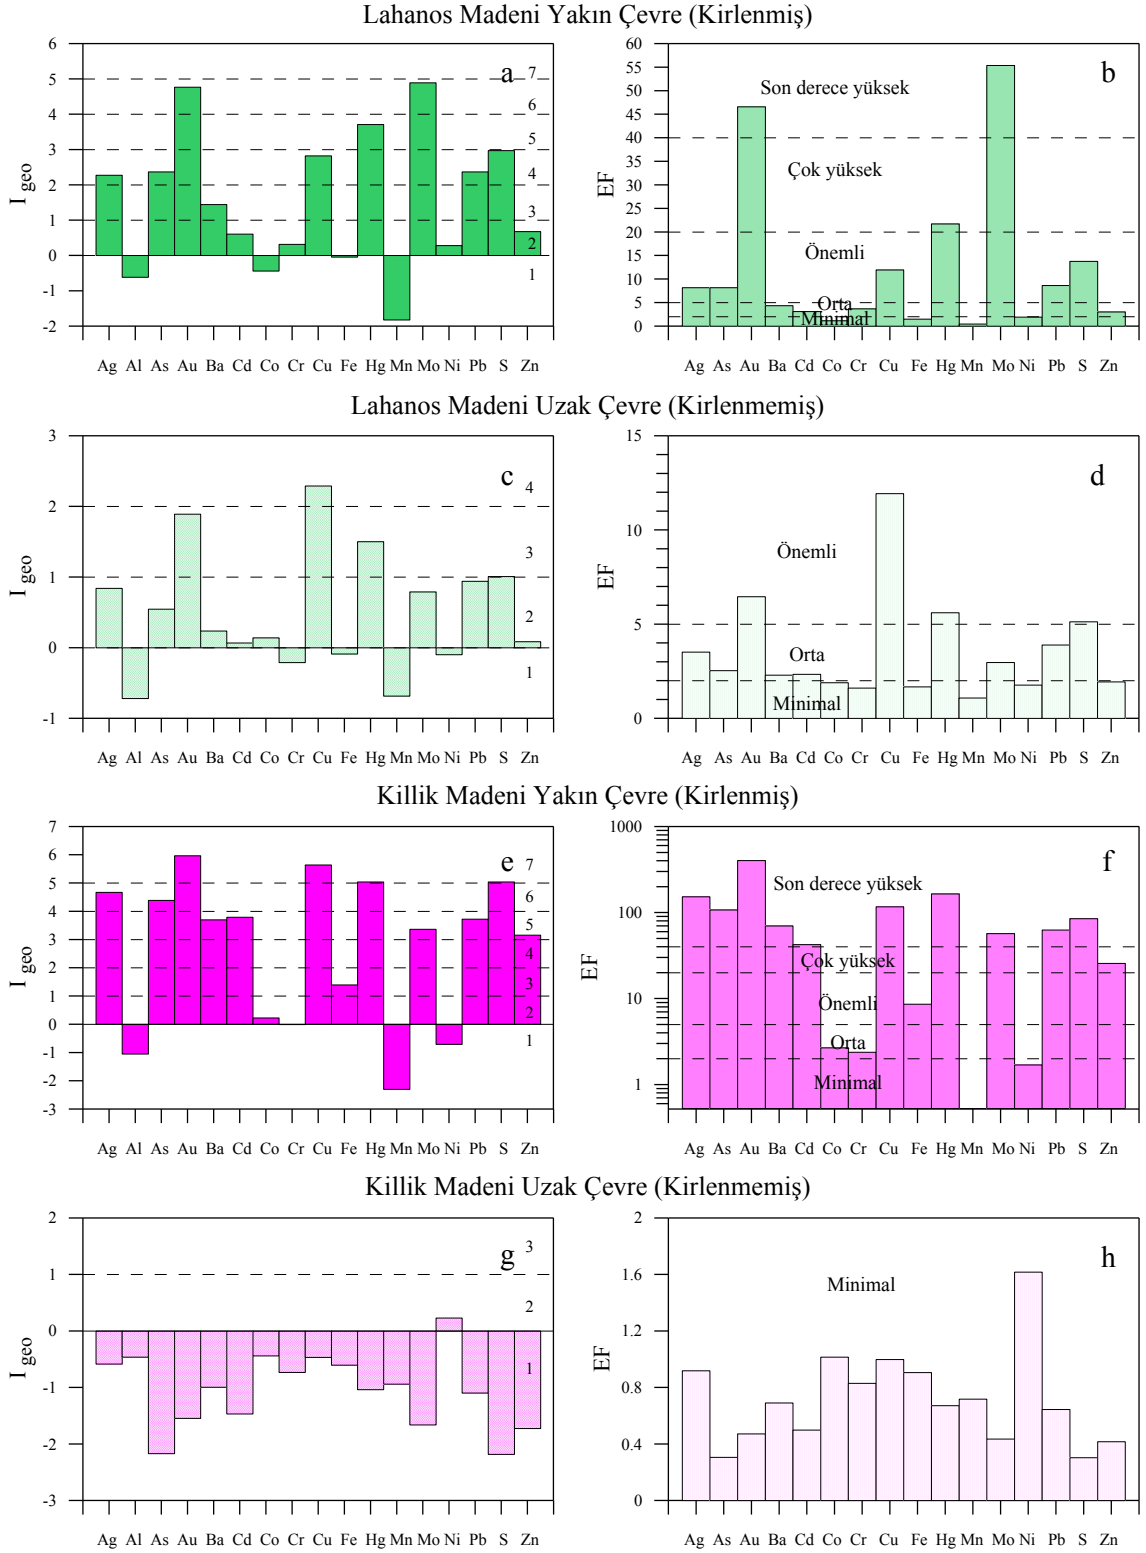 Lahanos Madeni Yakın Çevre (Kirlenmiş)
a
I geo
6
5
4
3
2
1
0
-1
-2
7
6
5
4
3
2
1
Ag Al As Au Ba Cd Co Cr Cu Fe Hg Mn Mo Ni Pb S Zn
b
EF
60
55
50
45
40
35
30
25
20
15
10
5
0
Son derece yüksek
Çok yüksek
Önemli
Orta
Minimal
Ag As Au Ba Cd Co Cr Cu Fe Hg Mn Mo Ni Pb S Zn
Lahanos Madeni Uzak Çevre (Kirlenmemiş)
c
I geo
3
2
1
0
-1
4
3
2
1
Ag Al As Au Ba Cd Co Cr Cu Fe Hg Mn Mo Ni Pb S Zn
d
EF
15
10
5
0
Önemli
Orta
Minimal
Ag As Au Ba Cd Co Cr Cu Fe Hg Mn Mo Ni Pb S Zn
Killik Madeni Yakın Çevre (Kirlenmiş)
e
I geo
7
6
5
4
3
2
1
0
-1
-2
-3
7
6
5
4
3
2
1
Ag Al As Au Ba Cd Co Cr Cu Fe Hg Mn Mo Ni Pb S Zn
f
EF
1000
100
10
1
Son derece yüksek
Çok yüksek
Önemli
Orta
Minimal
Ag As Au Ba Cd Co Cr Cu Fe Hg Mn Mo Ni Pb S Zn
Killik Madeni Uzak Çevre (Kirlenmemiş)
g
I geo
2
1
0
-1
-2
-3
3
2
1
Ag Al As Au Ba Cd Co Cr Cu Fe Hg Mn Mo Ni Pb S Zn
h
EF
2
1.6
1.2
0.8
0.4
0
Minimal
Ag As Au Ba Cd Co Cr Cu Fe Hg Mn Mo Ni Pb S Zn